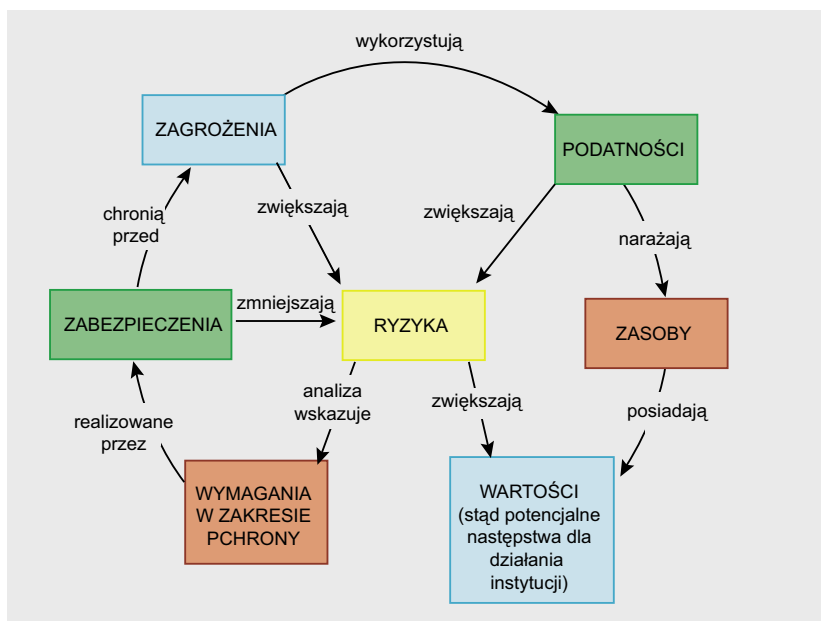 wykorzystują
ZAGROŻENIA
PODATNOŚCI
chronią
przed
zwiększają
zwiększają
narażają
ZABEZPIECZENIA
zmniejszają
RYZYKA
ZASOBY
realizowane
przez
analiza
wskazuje
zwiększają
posiadają
WYMAGANIA
W ZAKRESIE
PCHRONY
WARTOŚCI
(stąd potencjalne
następstwa dla
działania
instytucji)